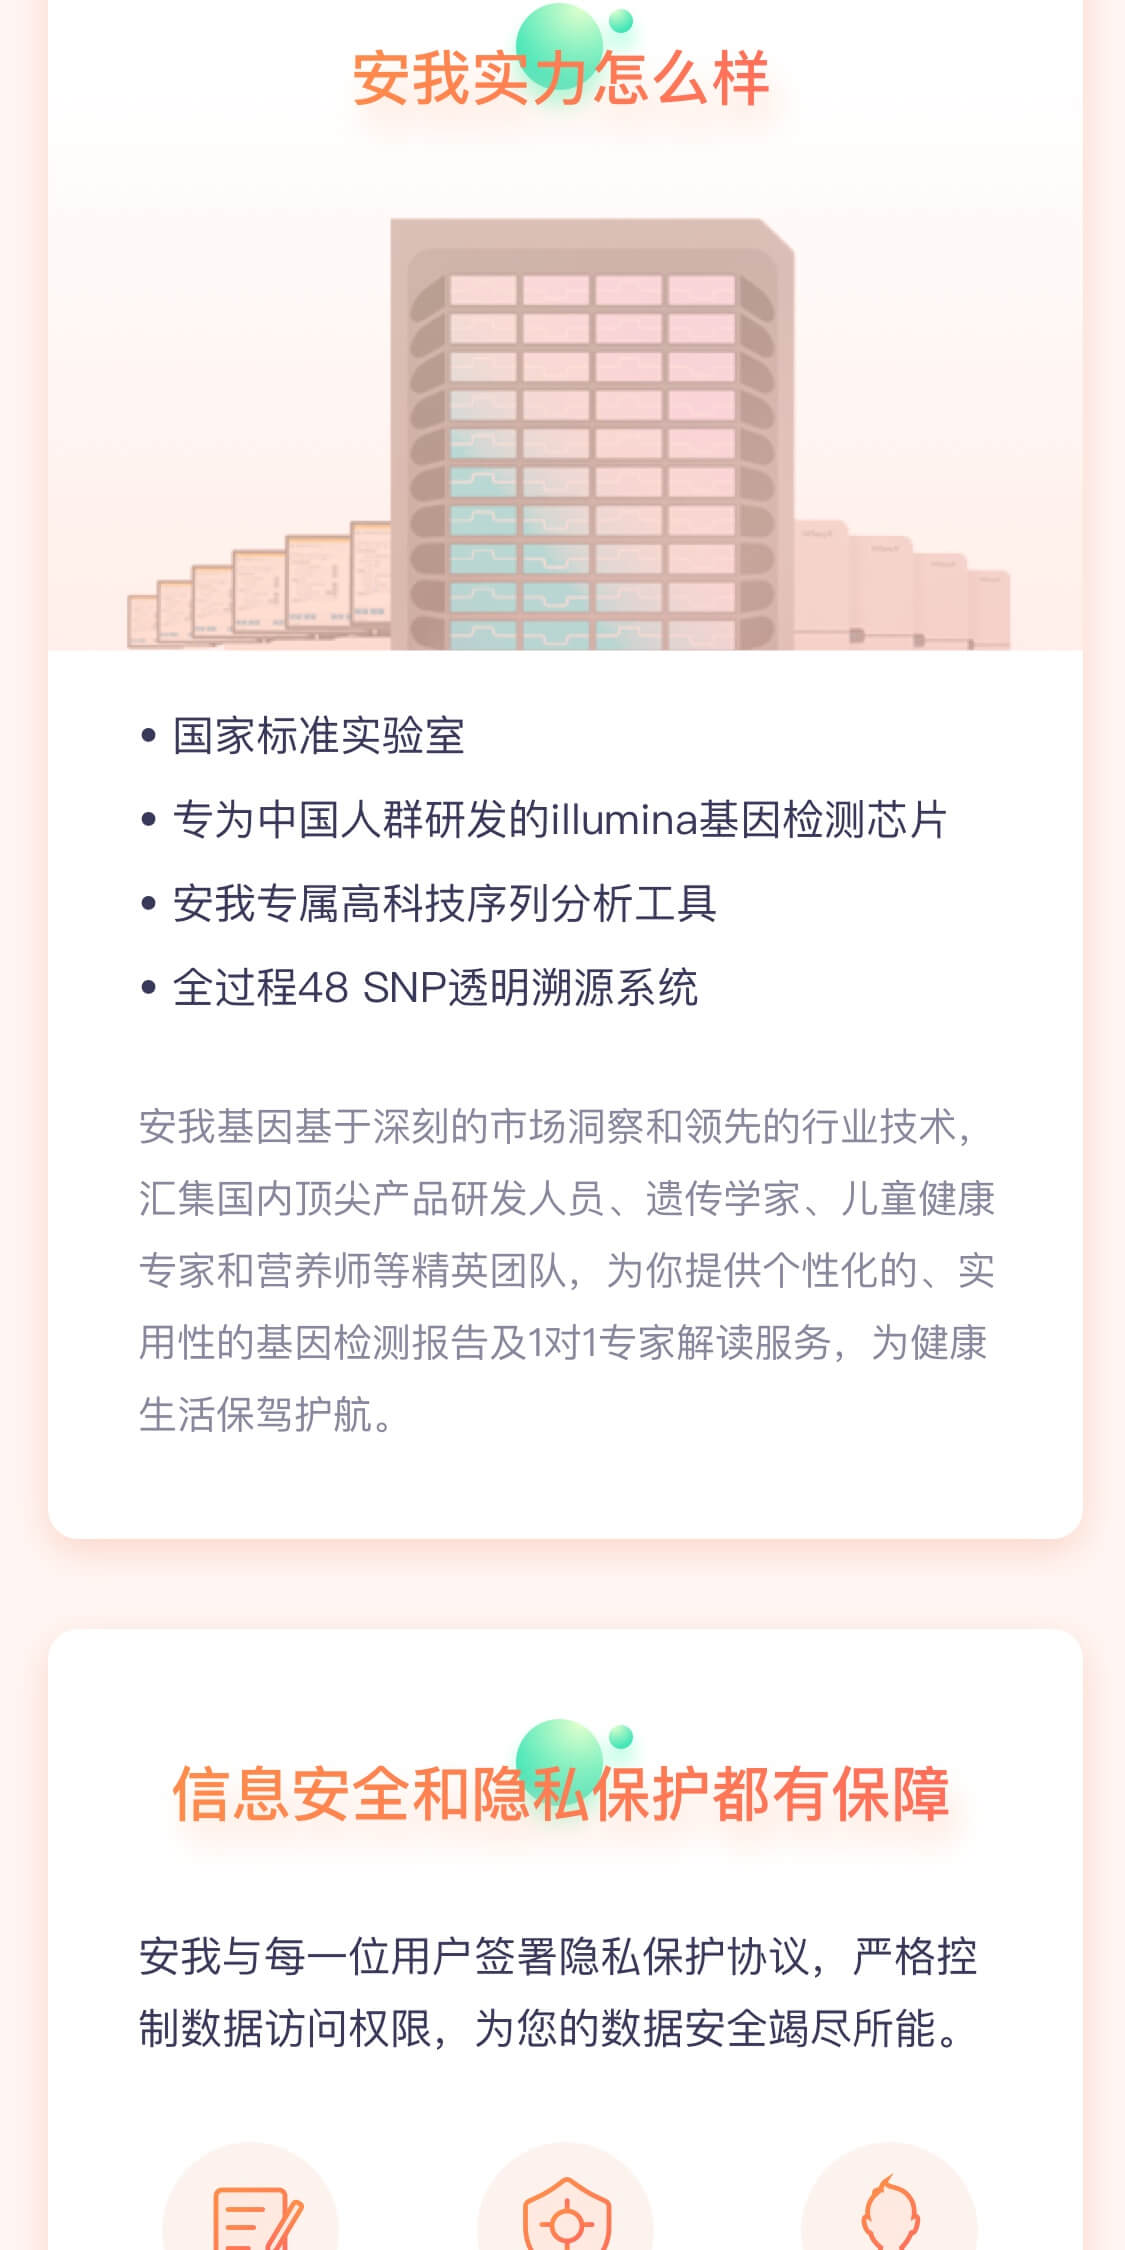 安我实力怎么样
• 国家标准实验室
• 专为中国人群研发的illumina基因检测芯片
• 安我专属高科技序列分析工具
• 全过程48 SNP透明溯源系统
安我基因基于深刻的市场洞察和领先的行业技术，
汇集国内顶尖产品研发人员、遗传学家、儿童健康
专家和营养师等精英团队，为你提供个性化的、实
用性的基因检测报告及1对1专家解读服务，为健康
生活保驾护航。
信息安全和隐私保护都有保障
安我与每一位用户签署隐私保护协议，严格控
制数据访问权限，为您的数据安全竭尽所能。